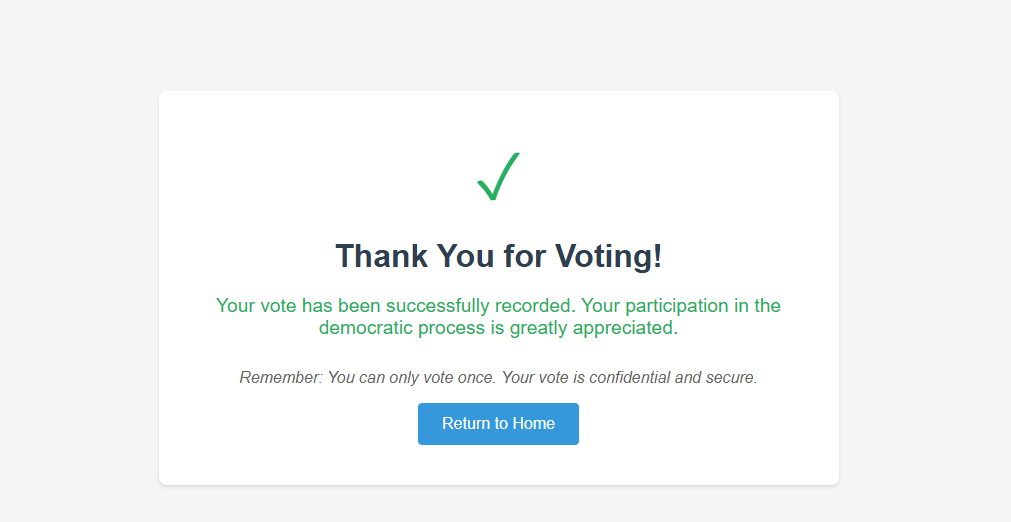 Thank You for Voting!
Your vote has been successfully recorded. Your participation in the
democratic process is greatly appreciated.
Remember: You can only vote once. Your vote is confidential and secure.
Return to Home